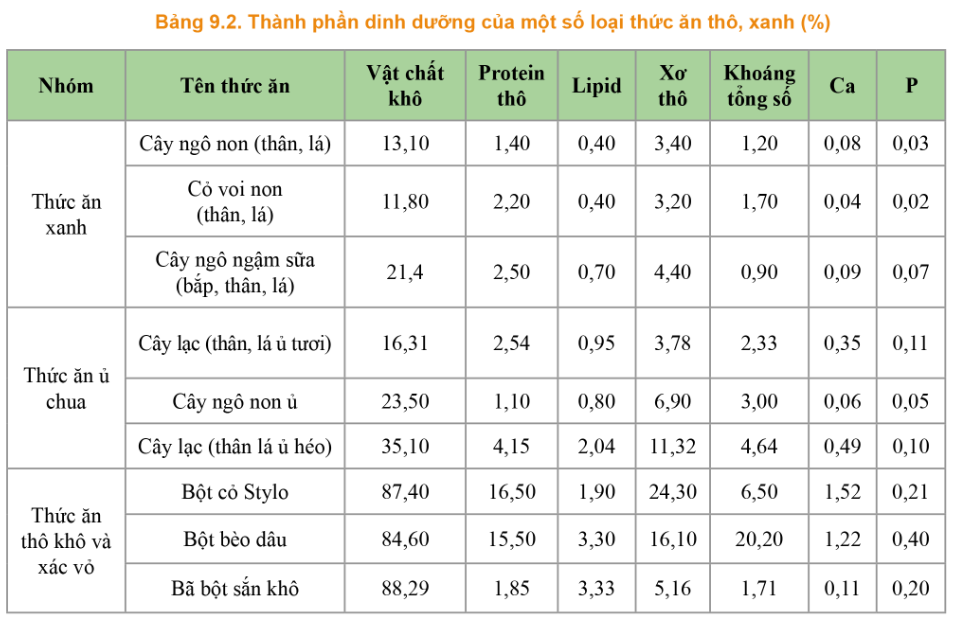 Bảng 9.2. Thành phần dinh dưỡng của một số loại thức ăn thô, xanh (%)
Nhóm Tên thức ăn Vật chất khô Protein thô Lipid Xơ thô Khoáng tổng số Ca P
Thức ăn xanh
Cây ngô non (thân, lá) 13,10 1,40 0,40 3,40 1,20 0,08 0,03
Cỏ voi non (thân, lá) 11,80 2,20 0,40 3,20 1,70 0,04 0,02
Cây ngô ngậm sữa (bắp, thân, lá) 21,4 2,50 0,70 4,40 0,90 0,09 0,07
Thức ăn ủ chua
Cây lạc (thân, lá ủ tươi) 16,31 2,54 0,95 3,78 2,33 0,35 0,11
Cây ngô non ủ 23,50 1,10 0,80 6,90 3,00 0,06 0,05
Cây lạc (thân lá ủ héo) 35,10 4,15 2,04 11,32 4,64 0,49 0,10
Thức ăn thô khô và xác vỏ
Bột cỏ Stylo 87,40 16,50 1,90 24,30 6,50 1,52 0,21
Bột bèo dâu 84,60 15,50 3,30 16,10 20,20 1,22 0,40
Bã bột sắn khô 88,29 1,85 3,33 5,16 1,71 0,11 0,20